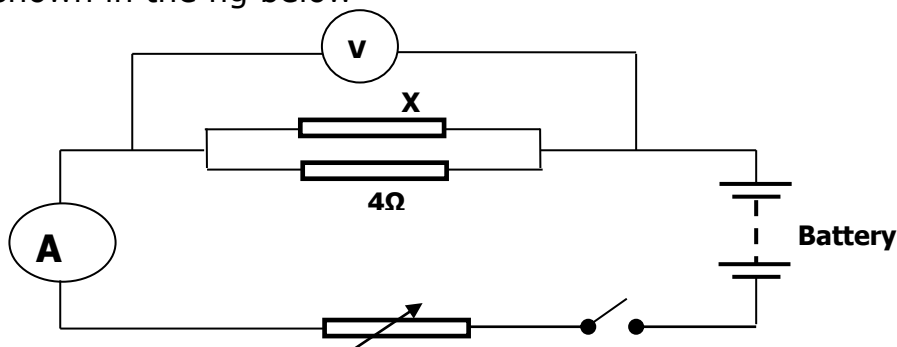 shown in the fig below
V
X
4Ω
A
Battery